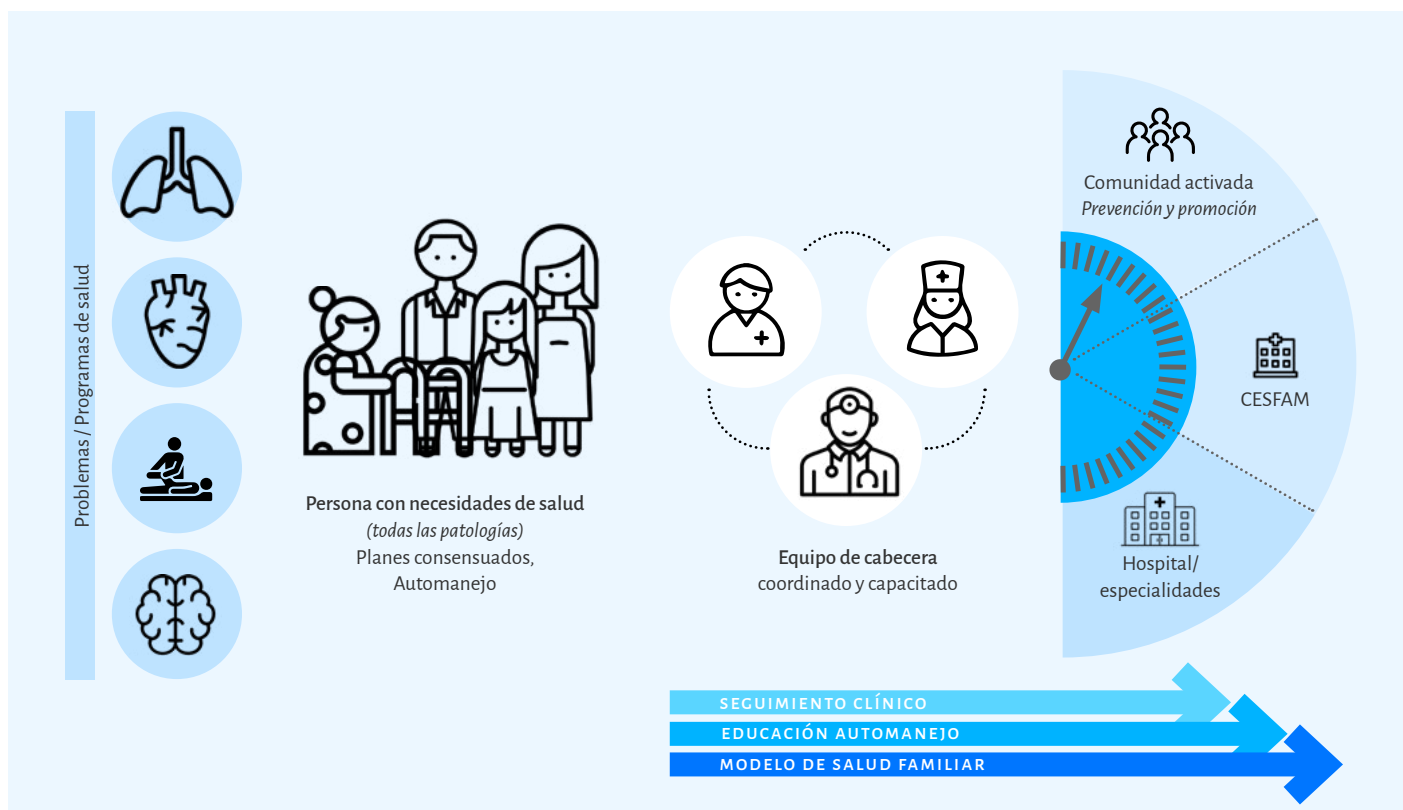 Problemas / Programas de salud
Persona con necesidades de salud
(todas las patologías)
Planes consensuados,
Automanejo
Equipo de cabecera
coordinado y capacitado
Comunidad activada
Prevención y promoción
CESFAM
Hospital/
especialidades
SEGUIMIENTO CLÍNICO
EDUCACIÓN AUTOMANEJO
MODELO DE SALUD FAMILIAR